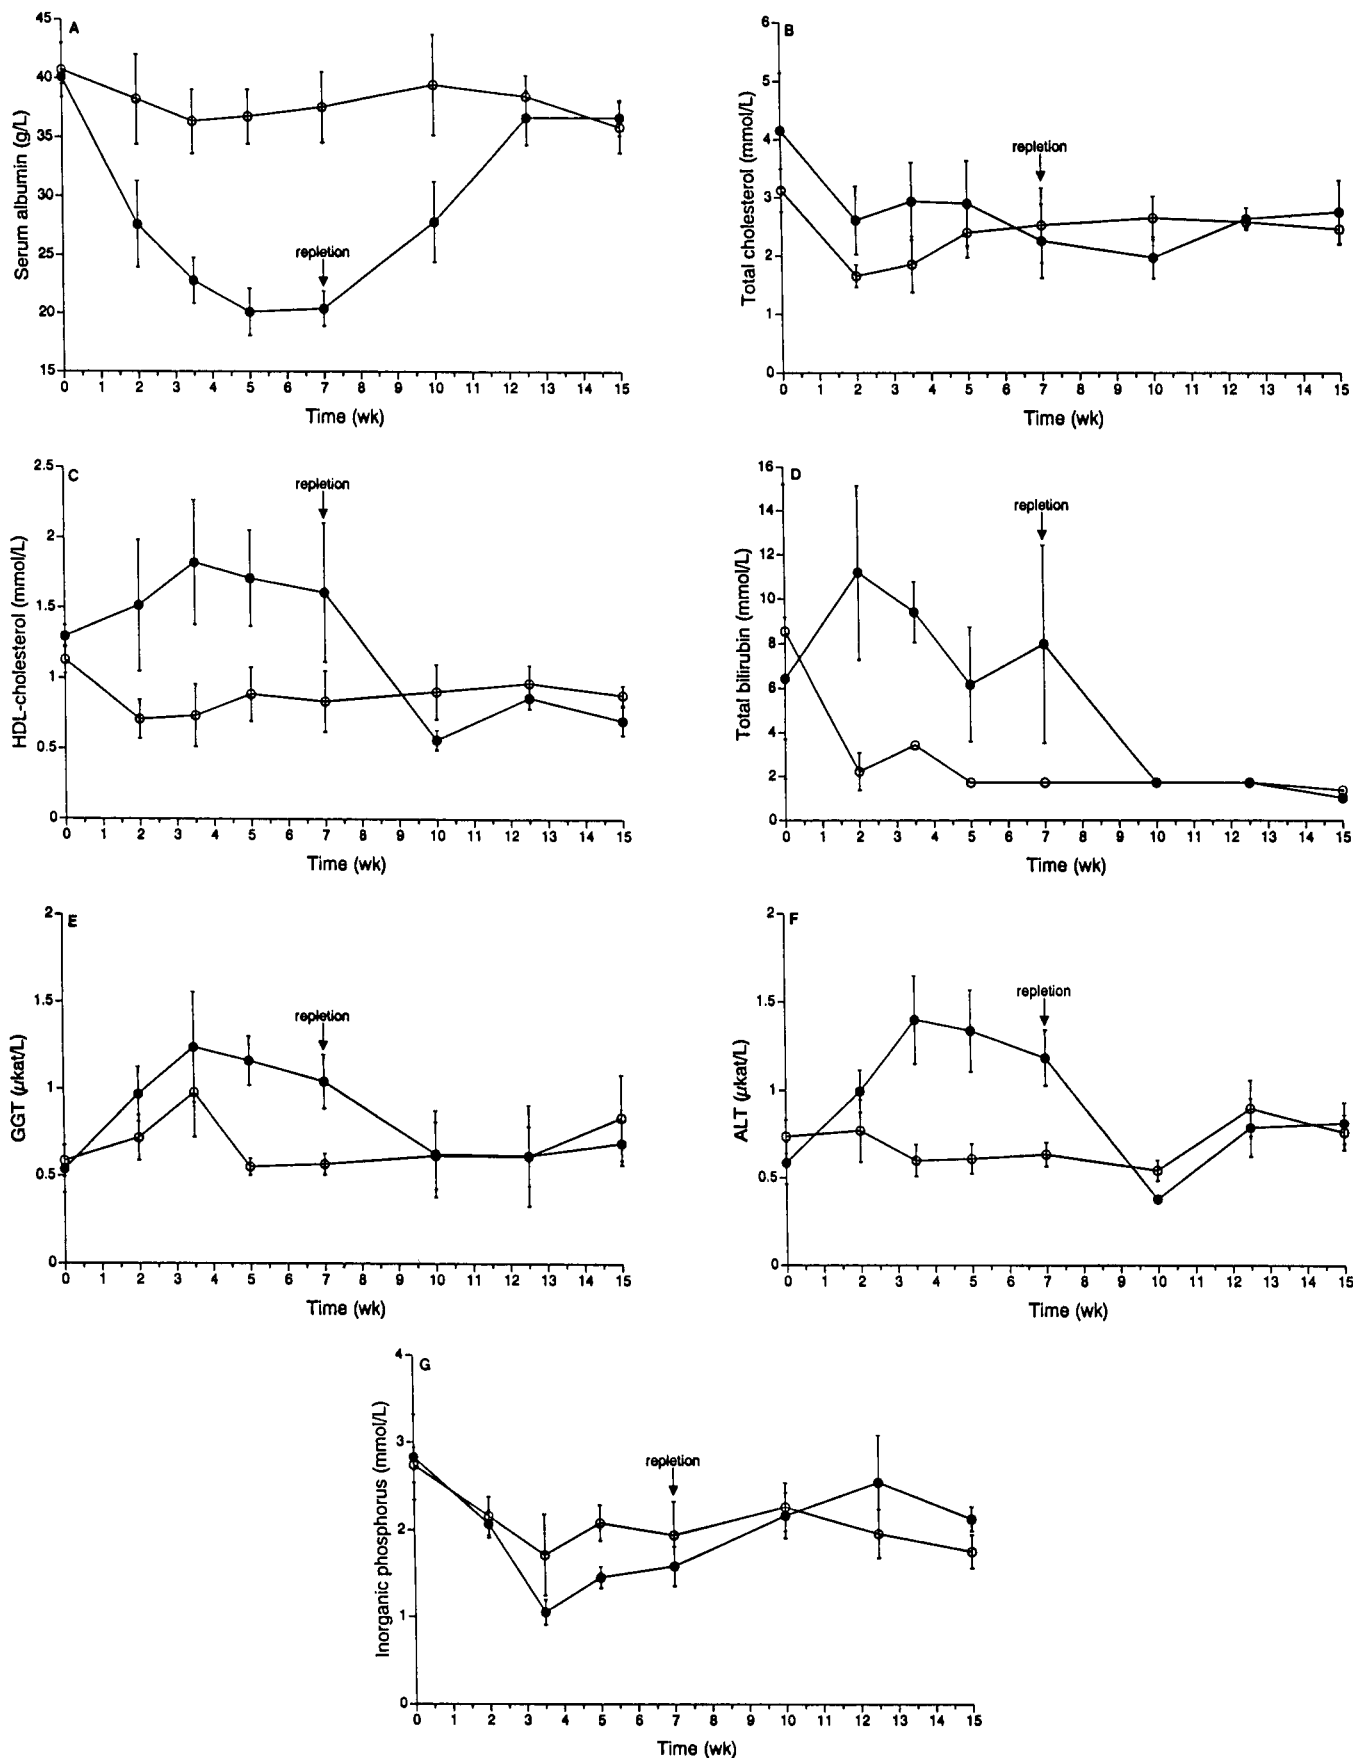 A
Serum albumin (g/L)
45
40
35
30
25
20
15
repletion
0 2 3 4 5 6 7 8 9 10 11 12 13 14 15
Time (wk)
B
Total cholesterol (mmol/L)
6
5
4
3
2
1
0
repletion
0 1 2 3 4 5 6 7 8 9 10 11 12 13 14 15
Time (wk)
C
HDL-cholesterol (mmol/L)
2.5
2
1.5
1
0.5
0
repletion
0 2 3 4 5 6 7 8 9 10 11 12 13 14 15
Time (wk)
D
Total bilirubin (mmol/L)
16
14
12
10
8
6
4
2
0
repletion
0 1 2 3 4 5 6 7 8 9 10 11 12 13 14 15
Time (wk)
E
GGT (μkat/L)
2
1.5
1
0.5
0
repletion
0 1 2 3 4 5 6 7 8 9 10 11 12 13 14 15
Time (wk)
F
ALT (μkat/L)
2
1.5
1
0.5
0
repletion
0 1 2 3 4 5 6 7 8 9 10 11 12 13 14 15
Time (wk)
G
Inorganic phosphorus (mmol/L)
4
3
2
1
0
repletion
0 1 2 3 4 5 6 7 8 9 10 11 12 13 14 15
Time (wk)